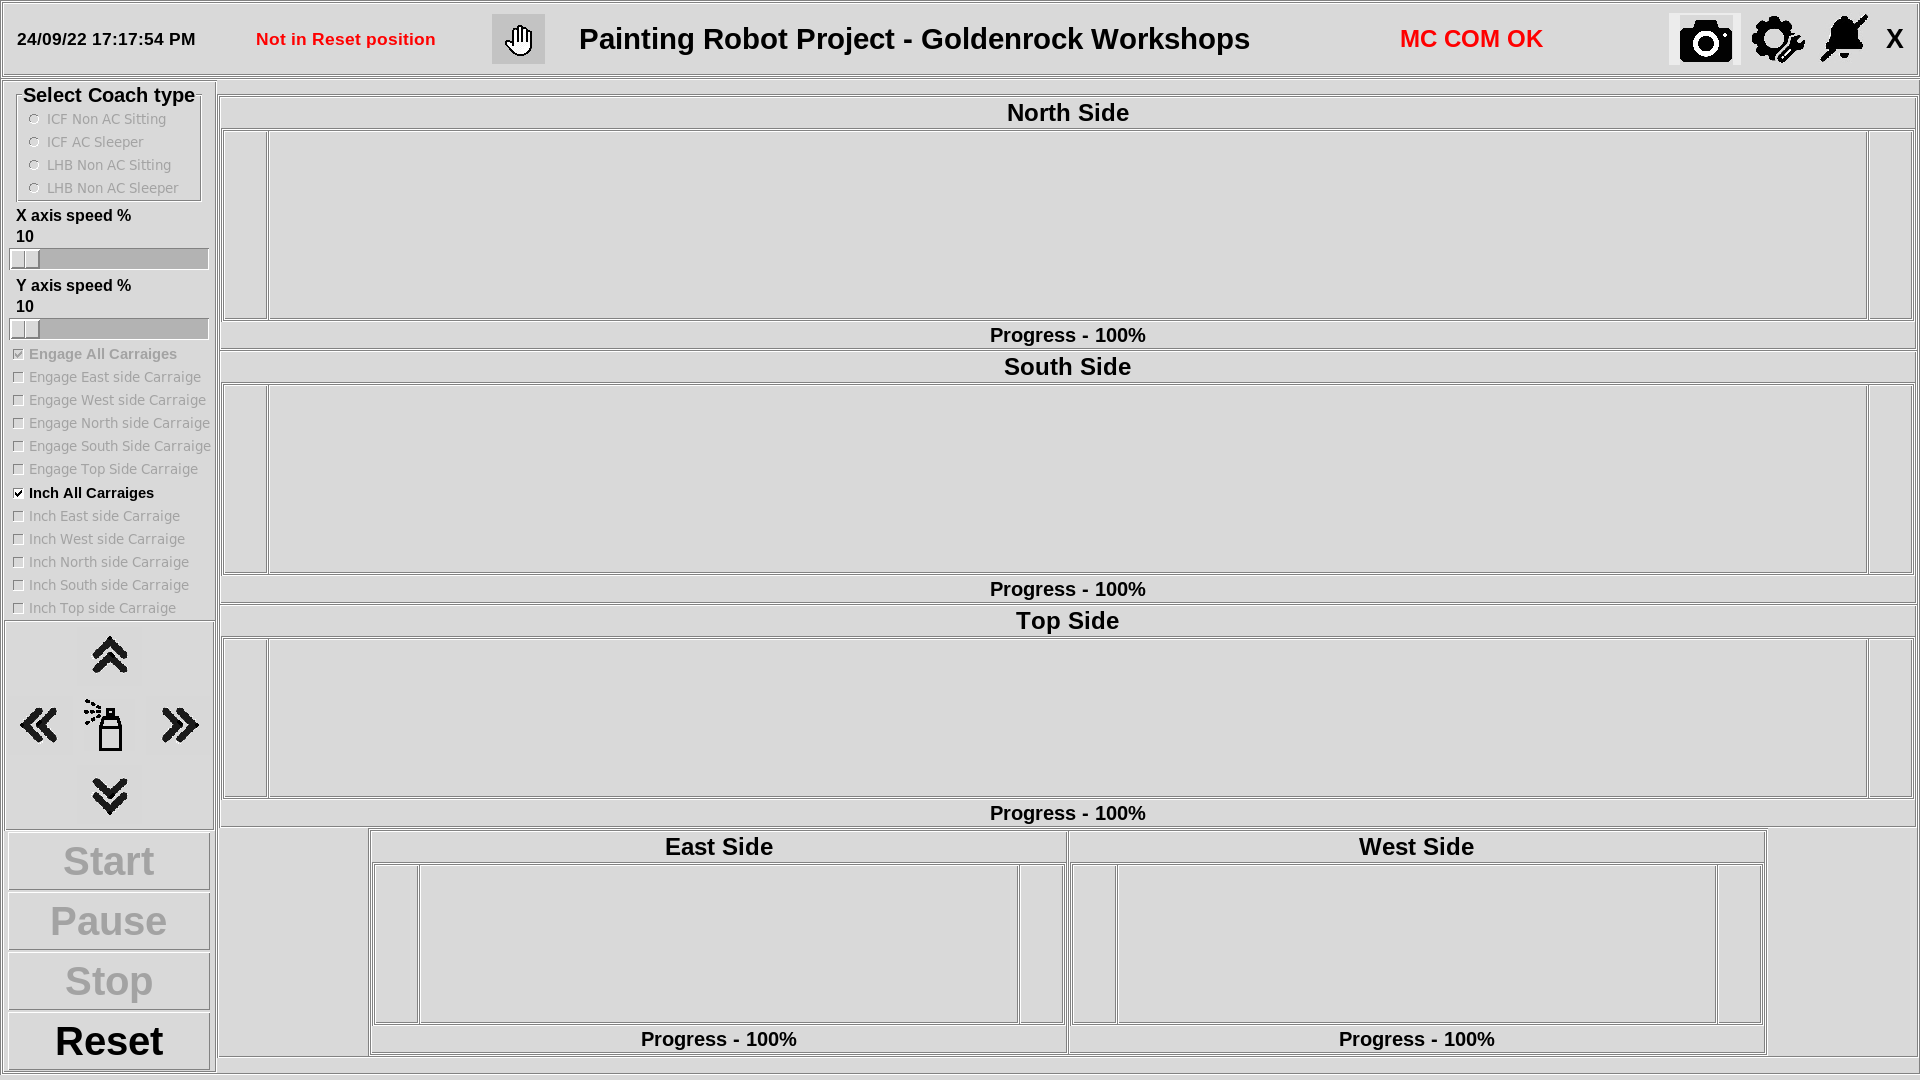 24/09/22 17:17:54 PM
Not in Reset position
Painting Robot Project - Goldenrock Workshops
MC COM OK
X
Select Coach type
ICF Non AC Sitting
ICF AC Sleeper
LHB Non AC Sitting
LHB Non AC Sleeper
X axis speed %
10
Y axis speed %
10
Engage All Carraiges
Engage East side Carraige
Engage West side Carraige
Engage North side Carraige
Engage South Side Carraige
Engage Top Side Carraige
Inch All Carraiges
Inch East side Carraige
Inch West side Carraige
Inch North side Carraige
Inch South side Carraige
Inch Top side Carraige
Start
Pause
Stop
Reset
North Side
Progress - 100%
South Side
Progress - 100%
Top Side
Progress - 100%
East Side
Progress - 100%
West Side
Progress - 100%